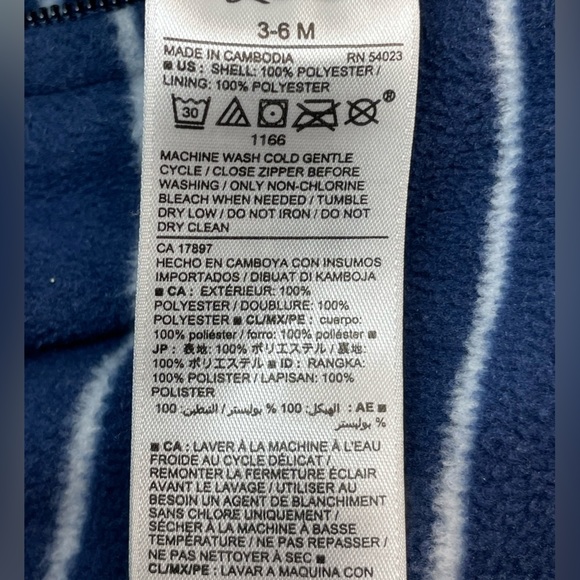 3-6 M
MADE IN CAMBODIA RN 54023
■ US : SHELL: 100% POLYESTER /
LINING: 100% POLYESTER
30 ®
1166
MACHINE WASH COLD GENTLE
CYCLE / CLOSE ZIPPER BEFORE
WASHING / ONLY NON-CHLORINE
BLEACH WHEN NEEDED / TUMBLE
DRY LOW / DO NOT IRON / DO NOT
DRY CLEAN
CA 17897
HECHO EN CAMBOYA CON INSUMOS
IMPORTADOS / DIBUAT DI KAMBOJA
■ CA : EXTÉRIEUR: 100%
POLYESTER / DOUBLURE: 100%
POLYESTER ■ CL/MX/PE : cuerpo:
100% poliéster / forro: 100% poliéster ■
JP : 表地: 100% ポリエステル / 裏地:
100% ポリエステル ■ ID : RANGKA:
100% POLISTER / LAPISAN: 100%
POLISTER
■ AE : الهيكل: 100 % بوليستر / التبطين: 100
% بوليستر
■ CA : LAVER À LA MACHINE À L'EAU
FROIDE AU CYCLE DÉLICAT /
REMONTER LA FERMETURE ÉCLAIR
AVANT LE LAVAGE / UTILISER AU
BESOIN UN AGENT DE BLANCHIMENT
SANS CHLORE UNIQUEMENT /
SÉCHER À LA MACHINE À BASSE
TEMPÉRATURE / NE PAS REPASSER /
NE PAS NETTOYER À SEC ■
CL/MX/PE : LAVAR A MAQUINA CON